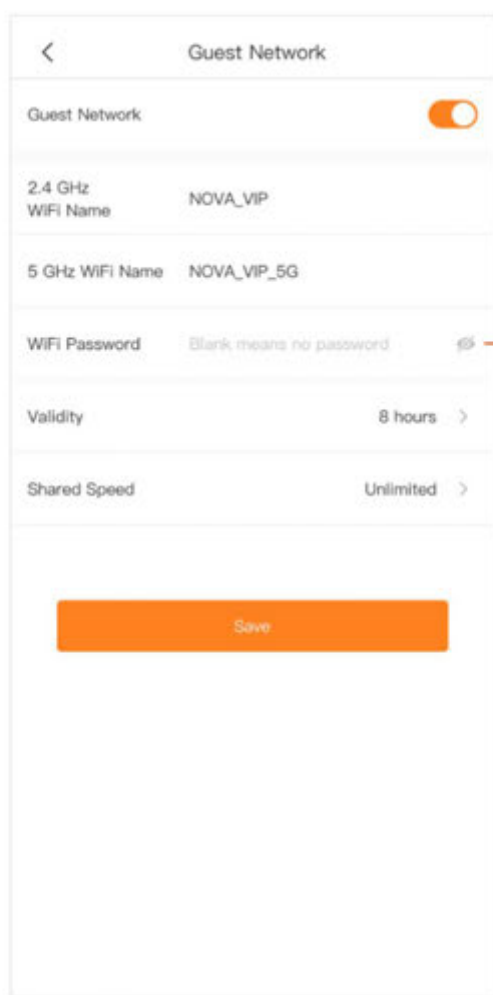 Guest Network
Guest Network
2.4 GHz
WiFi Name
NOVA_VIP
5 GHz WiFi Name NOVA_VIP_5G
WiFi Password Blank means no password
Validity 8 hours
Shared Speed Unlimited
Save